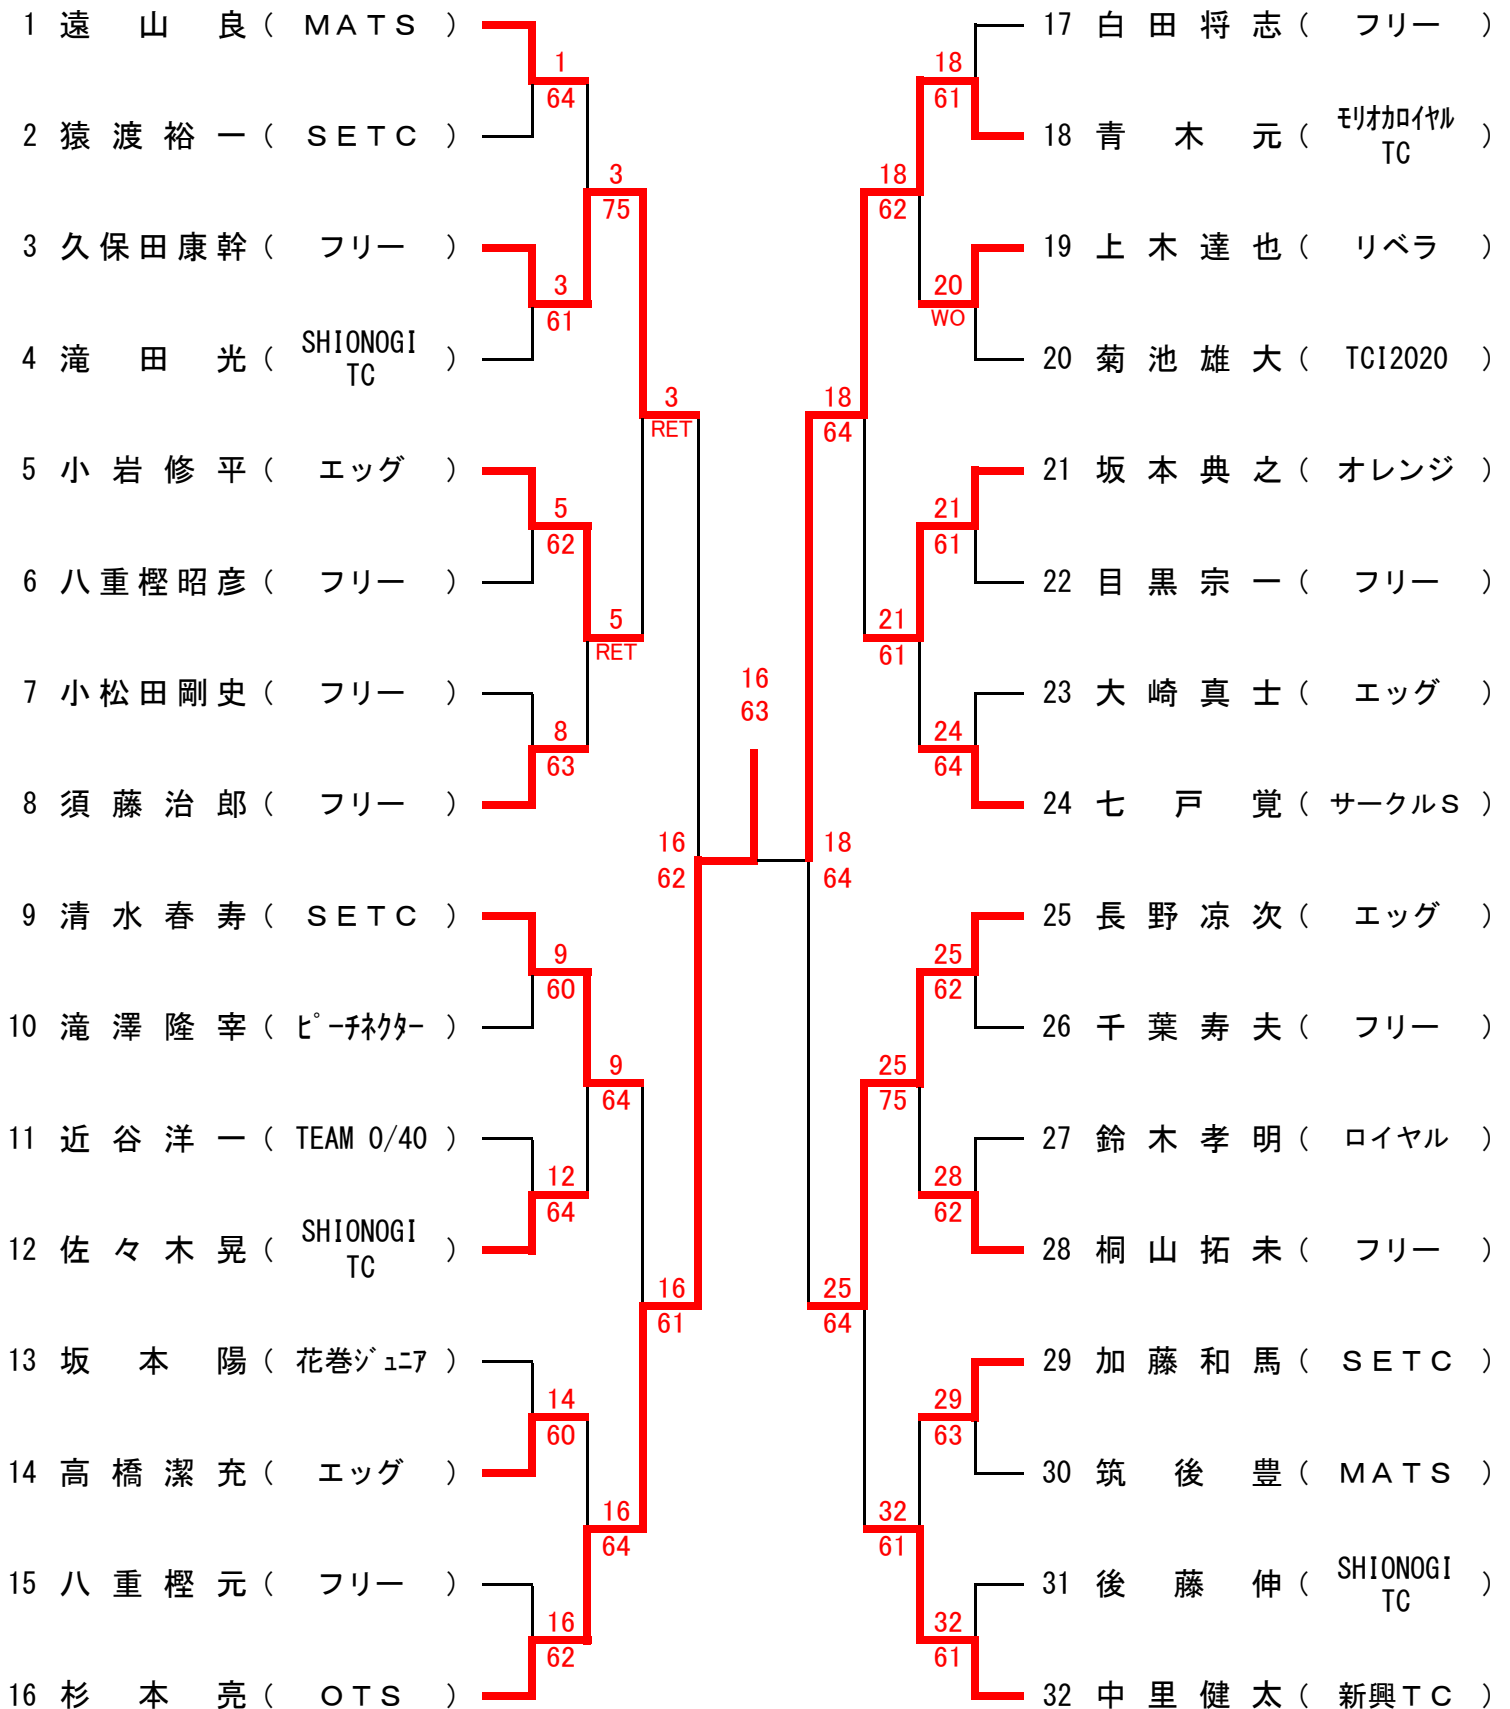 1 遠山良 ( MATS )
2 猿渡裕一 ( SETC )
3 久保田康幹 ( フリー )
4 滝田光 ( SHIONOGI TC )
5 小岩修平 ( エッグ )
6 八重樫昭彦 ( フリー )
7 小松田剛史 ( フリー )
8 須藤治郎 ( フリー )
9 清水春寿 ( SETC )
10 滝澤隆宰 ( ﾋﾟｰﾁﾈｸﾀｰ )
11 近谷洋一 ( TEAM 0/40 )
12 佐々木晃 ( SHIONOGI TC )
13 坂本陽 ( 花巻ｼﾞｭﾆｱ )
14 高橋潔充 ( エッグ )
15 八重樫元 ( フリー )
16 杉本亮 ( OTS )
1
64
3
61
5
62
8
63
9
60
12
64
14
60
16
62
3
75
5
RET
9
64
16
64
3
RET
16
61
16
62
16
63
18
64
18
64
25
64
18
62
21
61
25
75
32
61
18
61
20
WO
21
61
24
64
25
62
28
62
29
63
32
61
17 白田将志 ( フリー )
18 青木元 ( ﾓﾘｵｶﾛｲﾔﾙ TC )
19 上木達也 ( リベラ )
20 菊池雄大 ( TCI2020 )
21 坂本典之 ( オレンジ )
22 目黒宗一 ( フリー )
23 大崎真士 ( エッグ )
24 七戸覚 ( サークルS )
25 長野凉次 ( エッグ )
26 千葉寿夫 ( フリー )
27 鈴木孝明 ( ロイヤル )
28 桐山拓未 ( フリー )
29 加藤和馬 ( SETC )
30 筑後豊 ( MATS )
31 後藤伸 ( SHIONOGI TC )
32 中里健太 ( 新興TC )